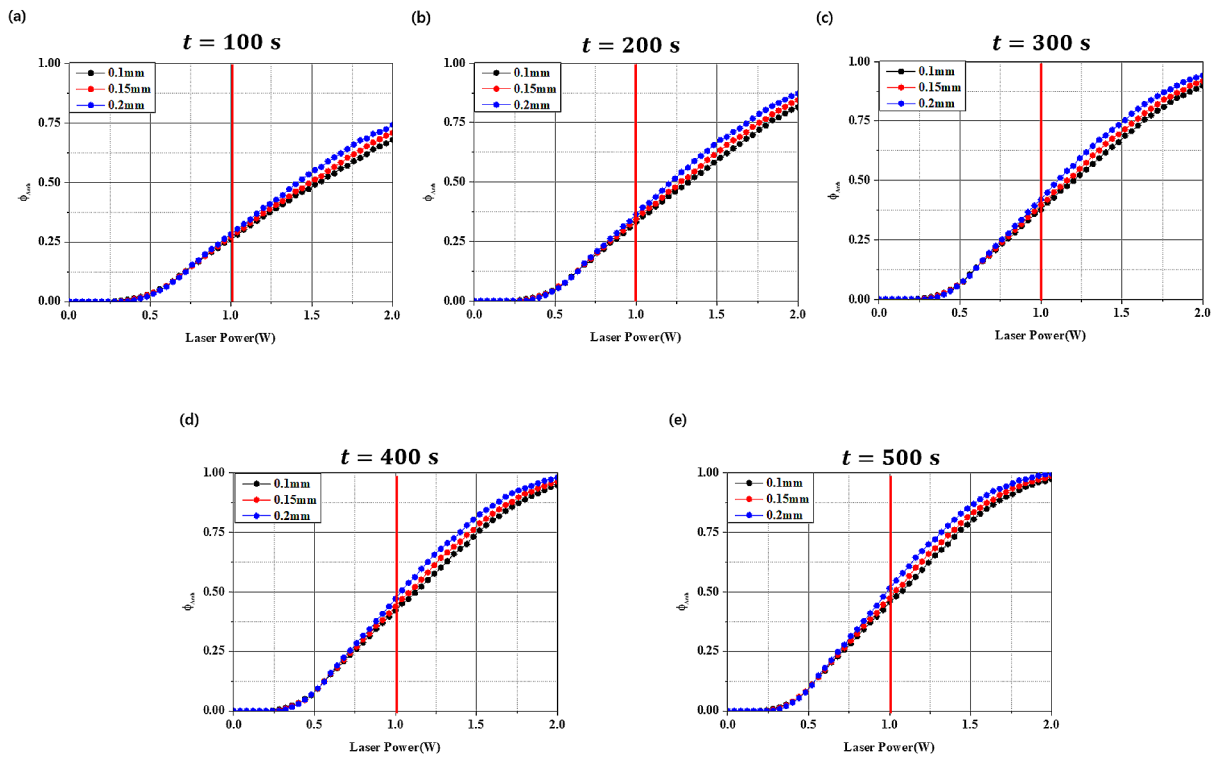 (a)
t = 100 s
1.00
0.75
0.50
0.25
0.00
ϕArrh
0.1mm
0.15mm
0.2mm
0.0 0.5 1.0 1.5 2.0
Laser Power(W)
(b)
t = 200 s
1.00
0.75
0.50
0.25
0.00
ϕArrh
0.1mm
0.15mm
0.2mm
0.0 0.5 1.0 1.5 2.0
Laser Power(W)
(c)
t = 300 s
1.00
0.75
0.50
0.25
0.00
ϕArrh
0.1mm
0.15mm
0.2mm
0.0 0.5 1.0 1.5 2.0
Laser Power(W)
(d)
t = 400 s
1.00
0.75
0.50
0.25
0.00
ϕArrh
0.1mm
0.15mm
0.2mm
0.0 0.5 1.0 1.5 2.0
Laser Power(W)
(e)
t = 500 s
1.00
0.75
0.50
0.25
0.00
ϕArrh
0.1mm
0.15mm
0.2mm
0.0 0.5 1.0 1.5 2.0
Laser Power(W)